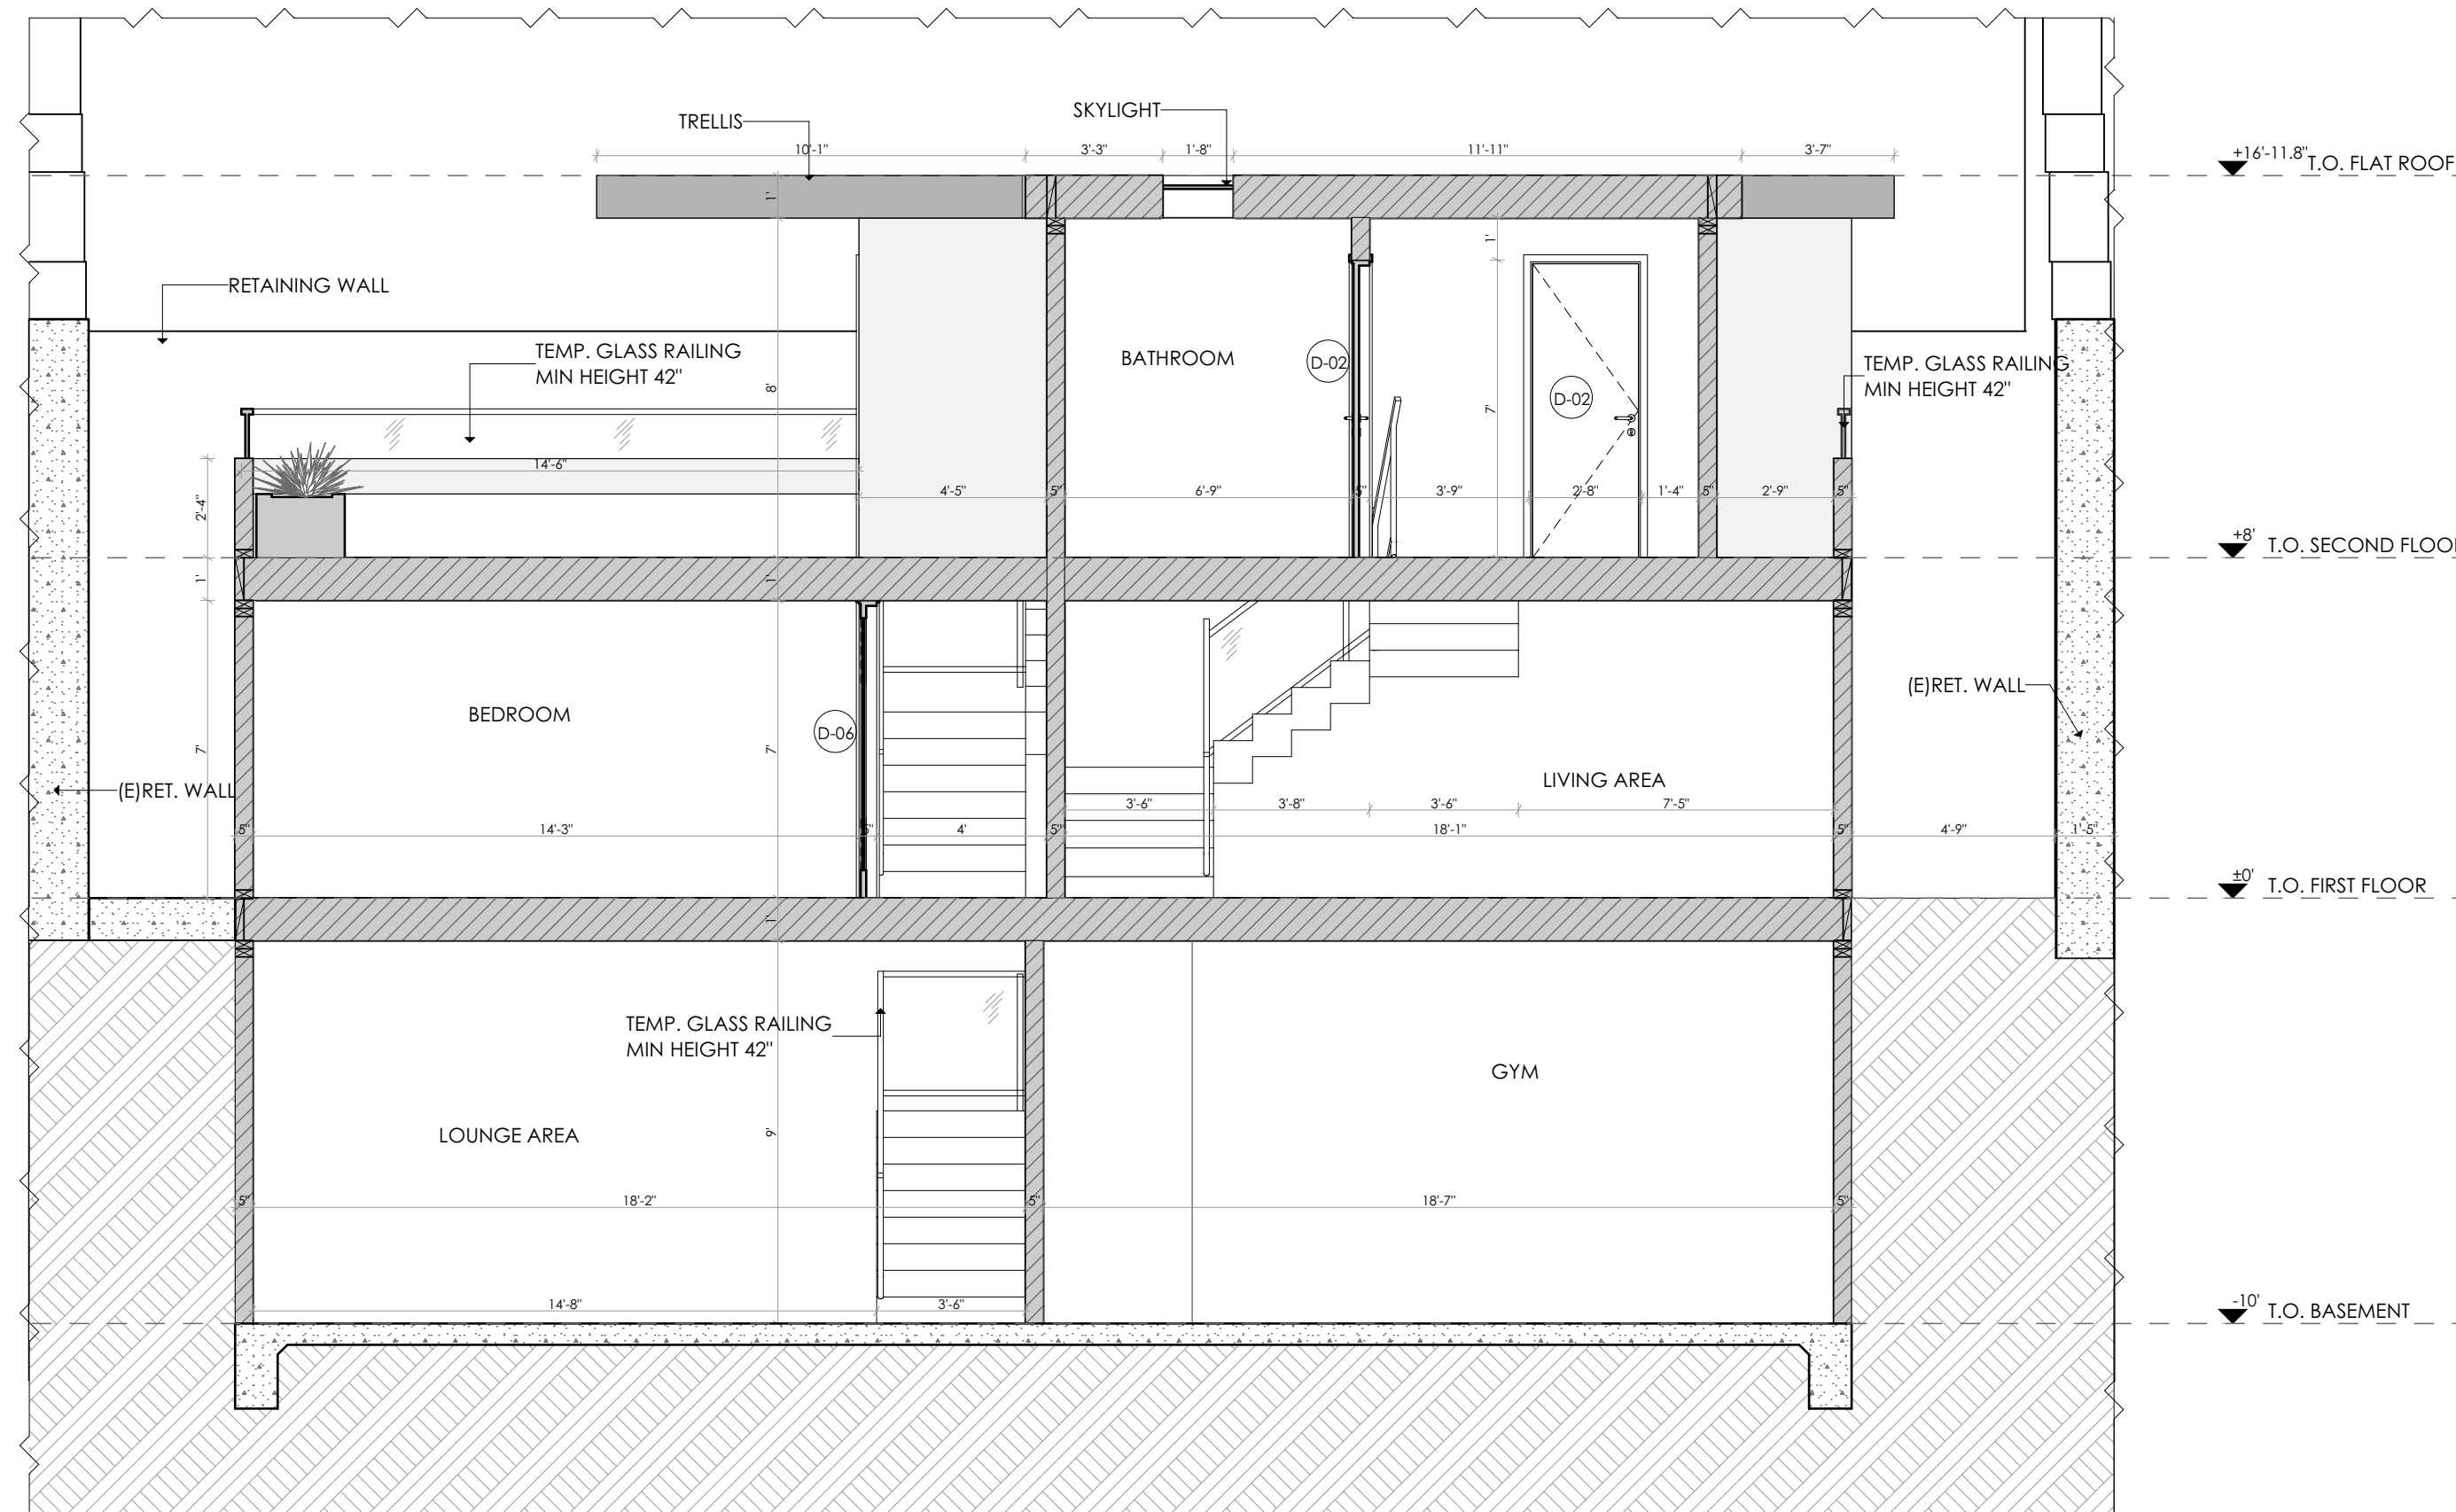 SKYLIGHT
TRELLIS
10'-1"
3'-3"
1'-8"
11'-11"
3'-7"
+16'-11.8"
T.O. FLAT ROOF
1'
1'
RETAINING WALL
TEMP. GLASS RAILING
MIN HEIGHT 42"
BATHROOM
D-02
D-02
TEMP. GLASS RAILING
MIN HEIGHT 42"
8'
7'
14'-6"
2'-4"
4'-5"
5"
6'-9"
5"
3'-9"
2'-8"
1'-4"
5"
2'-9"
5"
+8'
T.O. SECOND FLOOR
1'
1'
BEDROOM
D-06
(E)RET. WALL
7'
7'
(E)RET. WALL
LIVING AREA
3'-6"
3'-8"
3'-6"
7'-5"
5"
14'-3"
5"
4'
5"
18'-1"
5"
4'-9"
1'-5"
±0'
T.O. FIRST FLOOR
1'
TEMP. GLASS RAILING
MIN HEIGHT 42"
GYM
LOUNGE AREA
9'
5"
18'-2"
5"
18'-7"
5"
14'-8"
3'-6"
-10'
T.O. BASEMENT